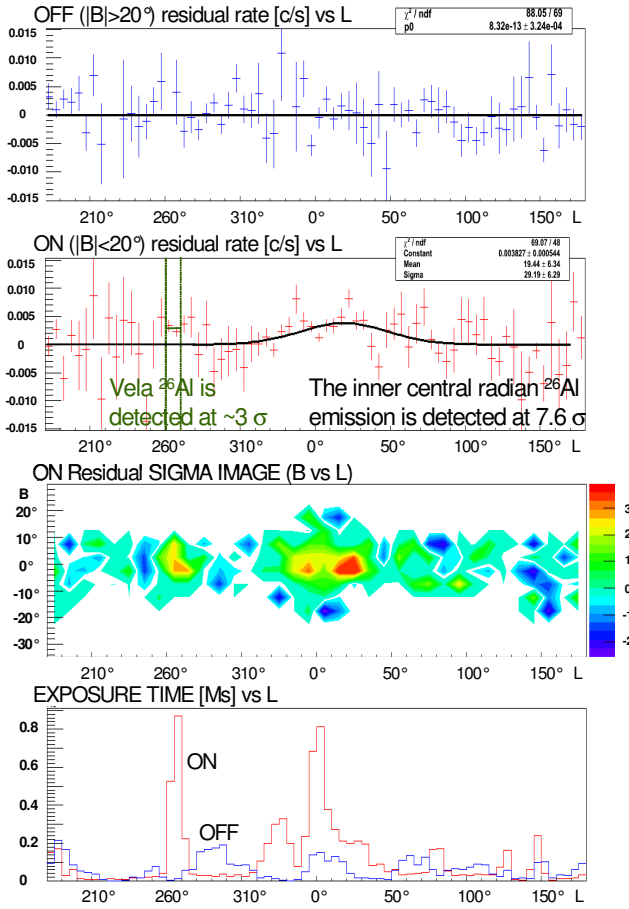 OFF (|B|>20°) residual rate [c/s] vs L
χ² / ndf 88.05 / 69
p0 8.32e-13 ± 3.24e-04
0.015
0.01
0.005
0
-0.005
-0.01
-0.015
210° 260° 310° 0° 50° 100° 150° L
ON (|B|<20°) residual rate [c/s] vs L
χ² / ndf 69.07 / 48
Constant 0.003827 ± 0.000544
Mean 19.44 ± 6.34
Sigma 29.19 ± 6.29
0.015
0.01
0.005
0
-0.005
-0.01
-0.015
Vela ²⁶Al is
detected at ~3 σ
The inner central radian ²⁶Al
emission is detected at 7.6 σ
210° 260° 310° 0° 50° 100° 150° L
ON Residual SIGMA IMAGE (B vs L)
B
20°
10°
0°
-10°
-20°
-30°
3
2
1
0
-1
-2
210° 260° 310° 0° 50° 100° 150° L
EXPOSURE TIME [Ms] vs L
0.8
0.6
0.4
0.2
0
ON
OFF
210° 260° 310° 0° 50° 100° 150° L